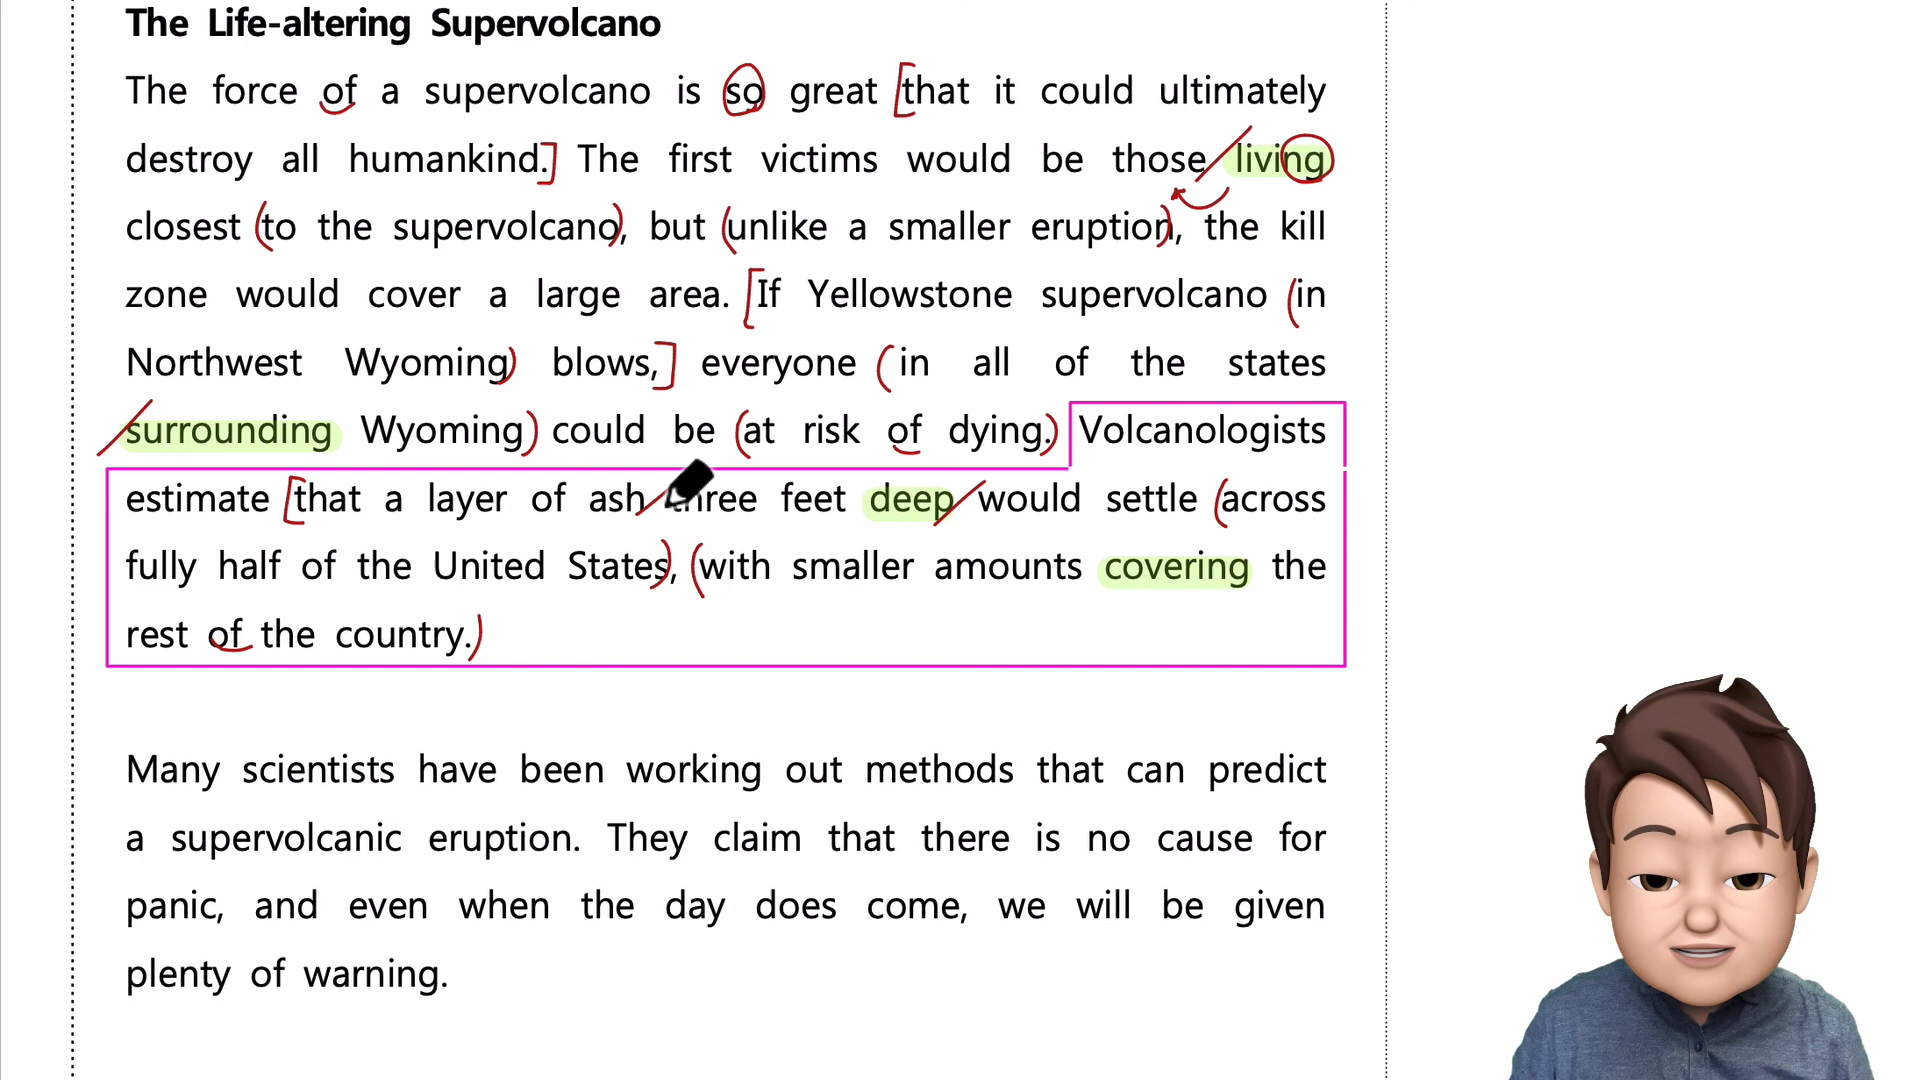 The Life-altering Supervolcano
The force of a supervolcano is so great [that it could ultimately
destroy all humankind.] The first victims would be those living
closest (to the supervolcano), but (unlike a smaller eruption), the kill
zone would cover a large area. [If Yellowstone supervolcano (in
Northwest Wyoming) blows,] everyone (in all of the states
surrounding Wyoming) could be (at risk of dying.) Volcanologists
estimate [that a layer of ash three feet deep would settle (across
fully half of the United States), (with smaller amounts covering the
rest of the country.)
Many scientists have been working out methods that can predict
a supervolcanic eruption. They claim that there is no cause for
panic, and even when the day does come, we will be given
plenty of warning.